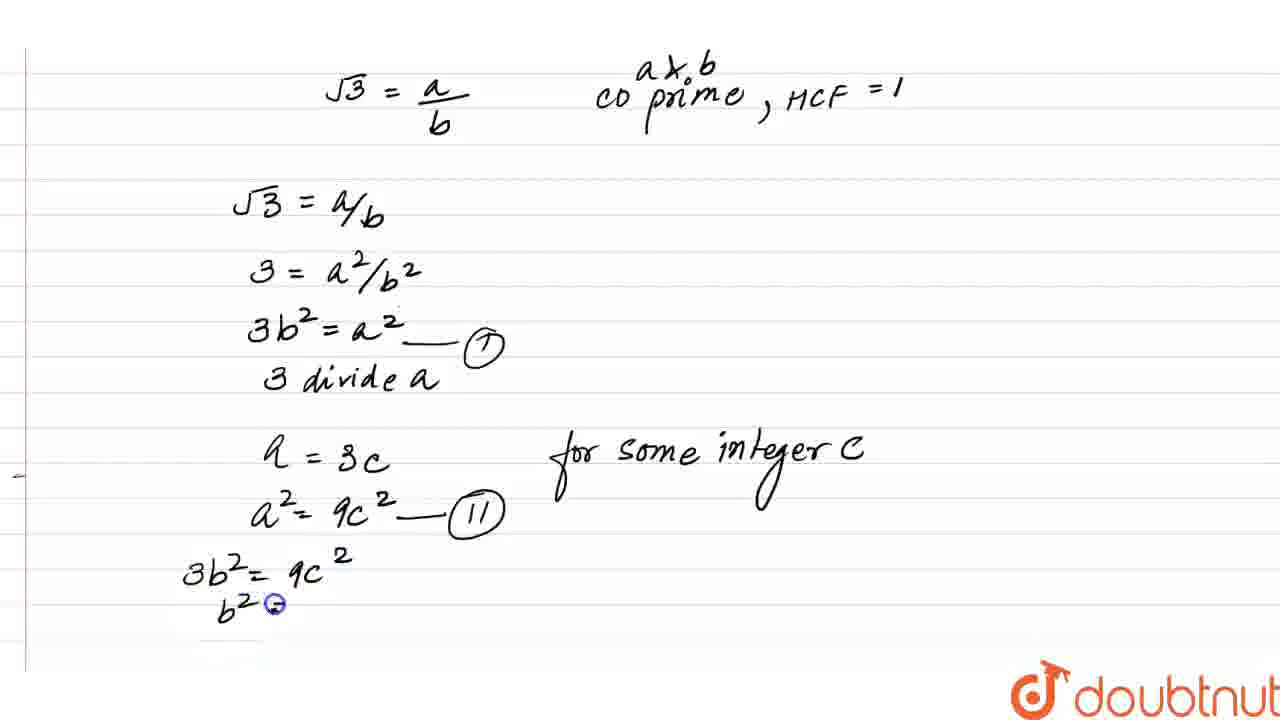 a & b
√3 = a/b
co prime, HCF = 1
√3 = a/b
3 = a²/b²
3b² = a² — I
3 divide a
a = 3c for some integer c
a² = 9c² — II
3b² = 9c²
b² =
doubtnut